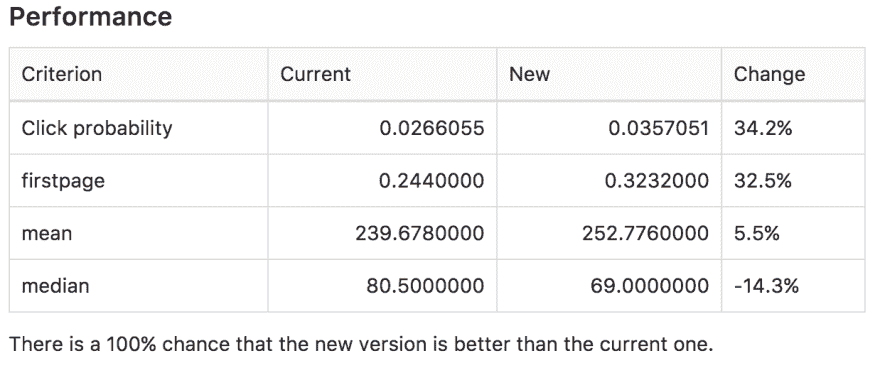 Performance
Criterion Current New Change
Click probability 0.0266055 0.0357051 34.2%
firstpage 0.2440000 0.3232000 32.5%
mean 239.6780000 252.7760000 5.5%
median 80.5000000 69.0000000 -14.3%
There is a 100% chance that the new version is better than the current one.